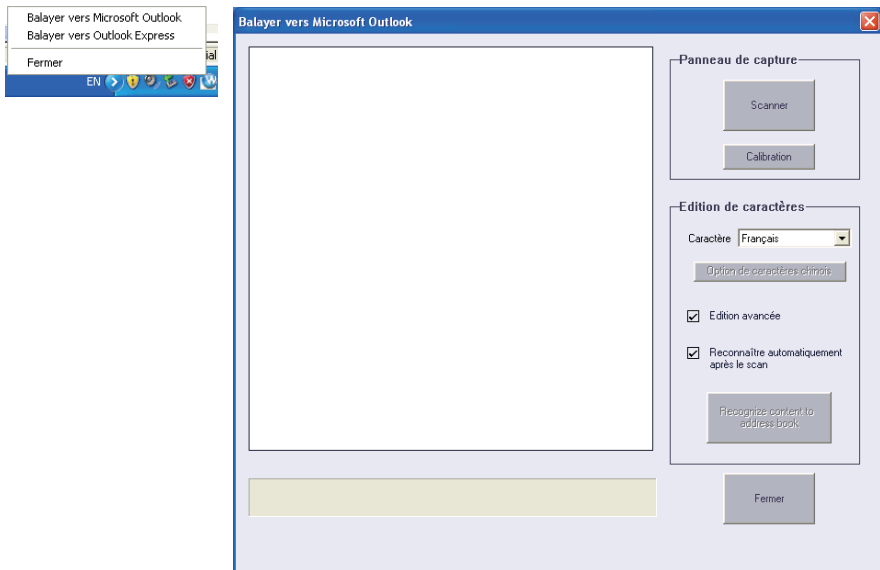 Balayer vers Microsoft Outlook
Balayer vers Outlook Express
Fermer
ial
EN
Balayer vers Microsoft Outlook
Panneau de capture
Scanner
Calibration
Edition de caractères
Caractère Français
Option de caractères chinois
Edition avancée
Reconnaître automatiquement
après le scan
Recognize content to
address book
Fermer